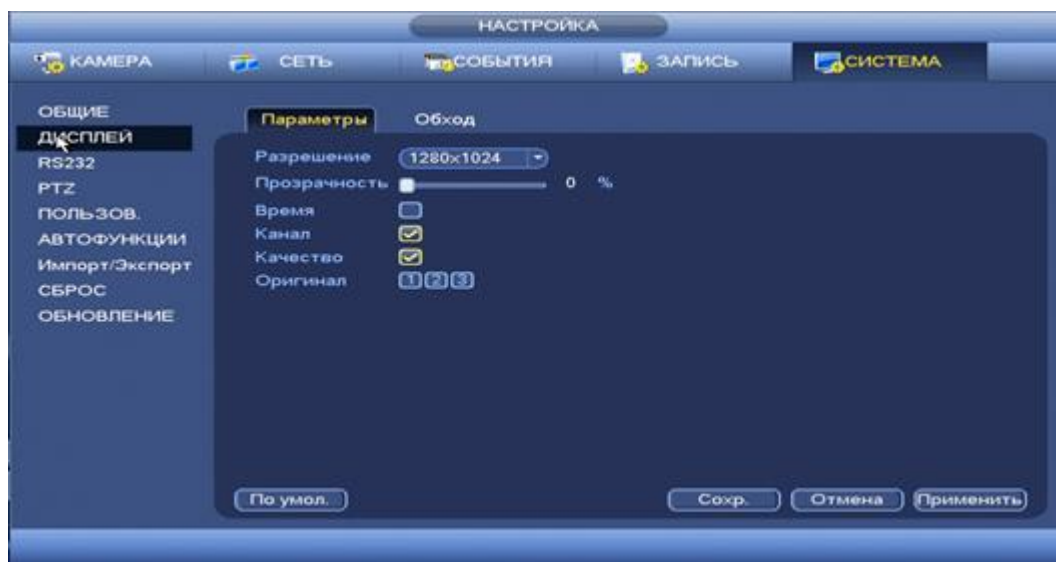 НАСТРОЙКА
КАМЕРА СЕТЬ СОБЫТИЯ ЗАПИСЬ СИСТЕМА
ОБЩИЕ
ДИСПЛЕЙ
RS232
PTZ
ПОЛЬЗОВ.
АВТОФУНКЦИИ
Импорт/Экспорт
СБРОС
ОБНОВЛЕНИЕ
Параметры Обход
Разрешение 1280x1024
Прозрачность 0 %
Время
Канал
Качество
Оригинал 1 2 3
По умол. Сохр. Отмена Применить